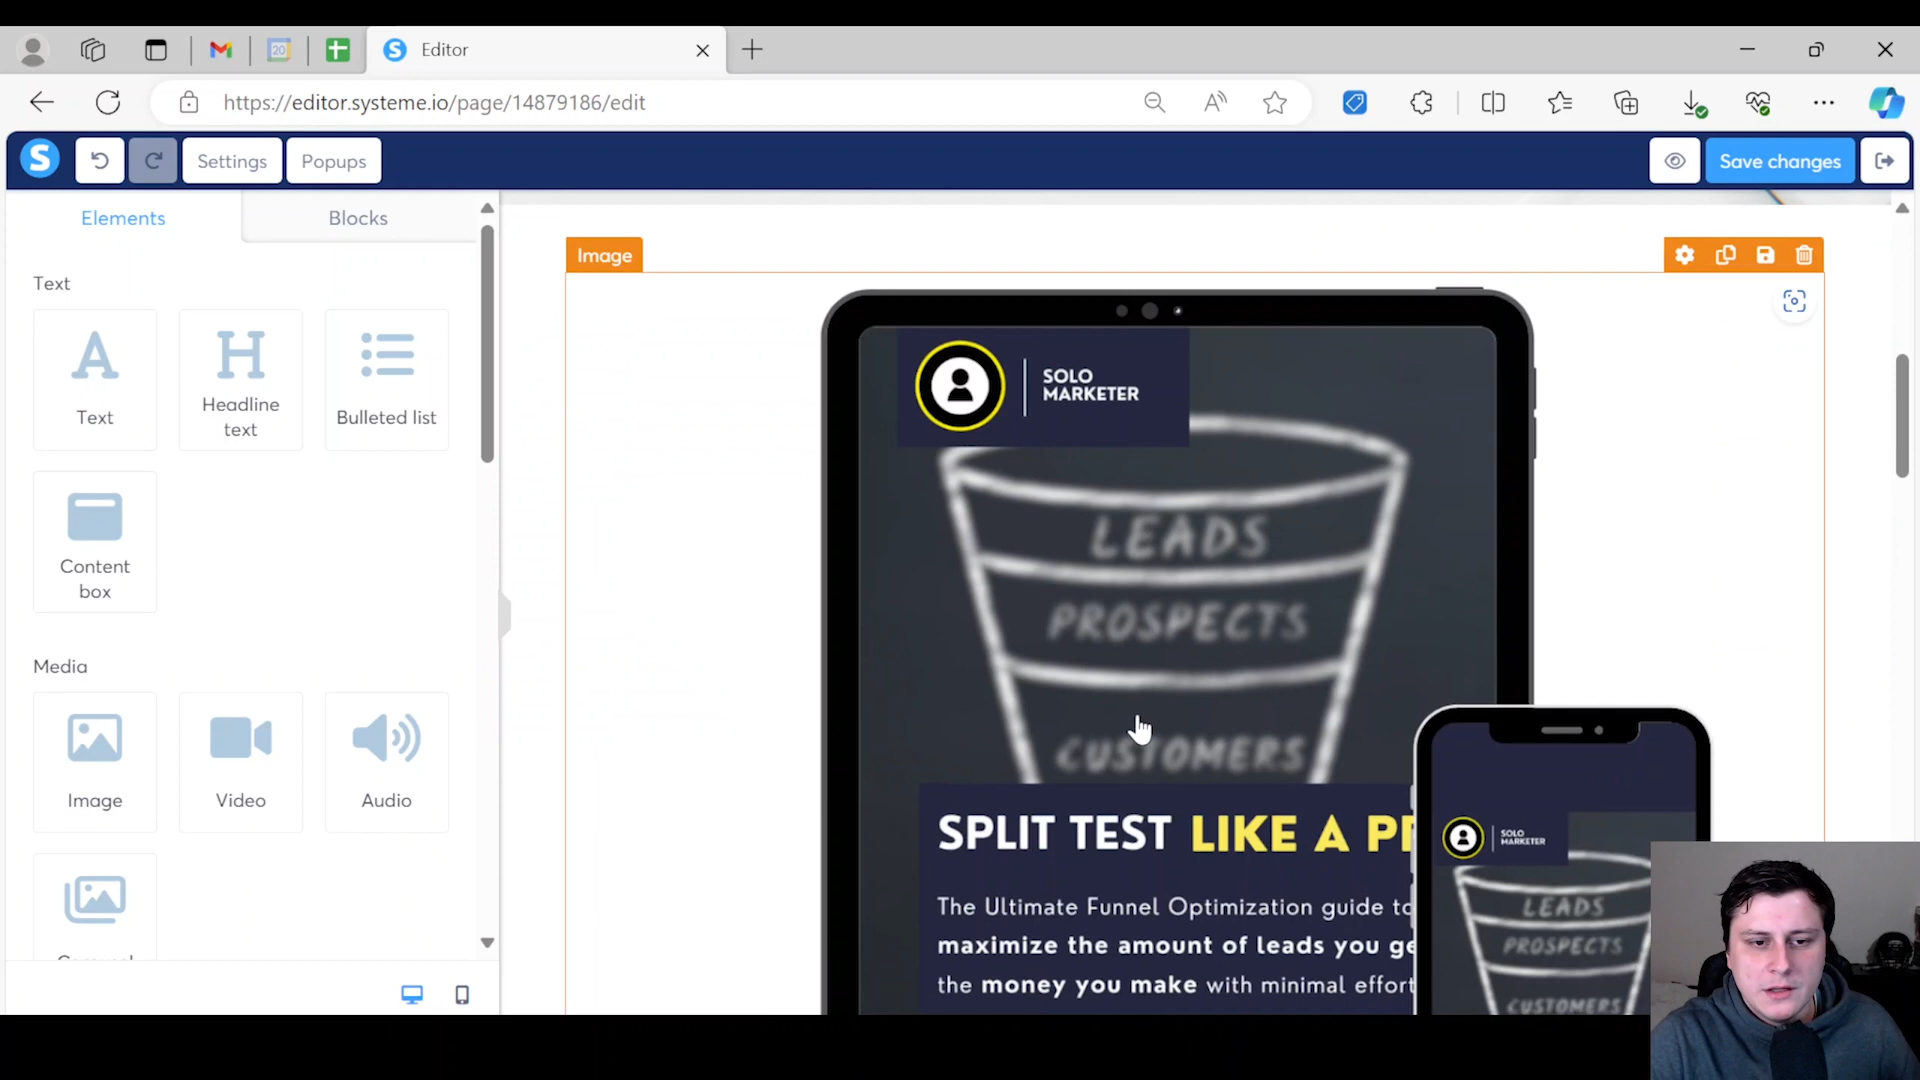 Editor
20
https://editor.systeme.io/page/14879186/edit
S
Settings
Popups
Save changes
Elements
Blocks
Text
A
Text
H
Headline
text
Bulleted list
Content
box
Media
Image
Video
Audio
Image
SOLO
MARKETER
LEADS
PROSPECTS
CUSTOMERS
SPLIT TEST LIKE A
The Ultimate Funnel Optimization guide to
maximize the amount of leads you
the money you make with minimal effort
SOLO
MARKETER
LEADS
PROSPECTS
CUSTOMERS